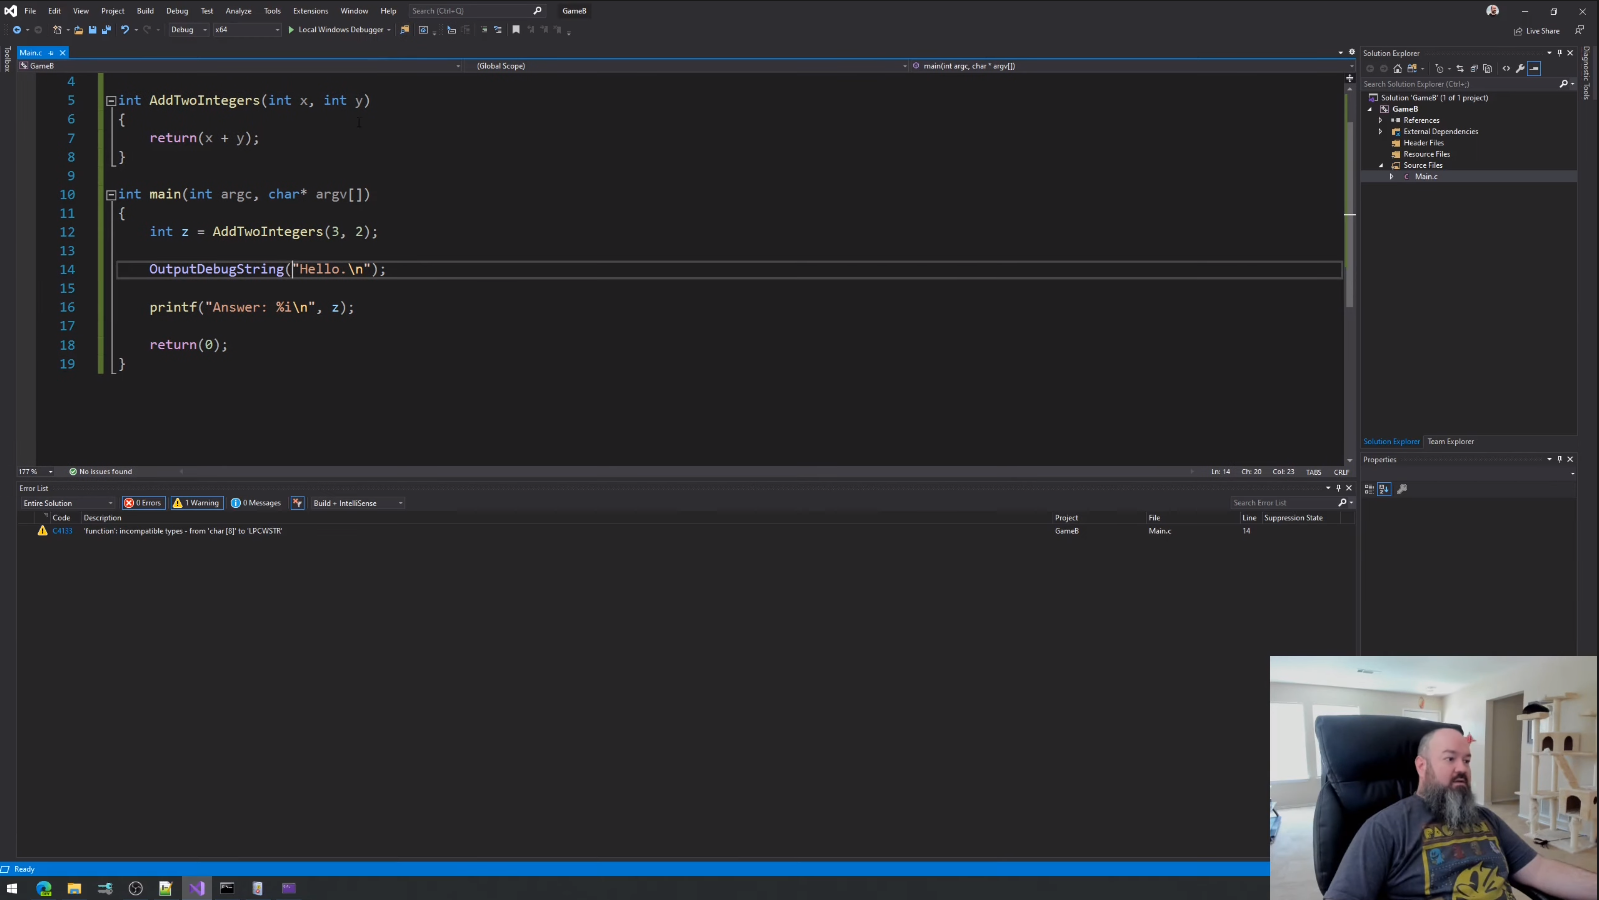 File Edit View Project Build Debug Test Analyze Tools Extensions Window Help Search (Ctrl+Q) GameB
Debug x64 Local Windows Debugger Live Share
Toolbox
Main.c
GameB (Global Scope) main(int argc, char * argv[])
4
5 int AddTwoIntegers(int x, int y)
6 {
7 return(x + y);
8 }
9
10 int main(int argc, char* argv[])
11 {
12 int z = AddTwoIntegers(3, 2);
13
14 OutputDebugString("Hello.\n");
15
16 printf("Answer: %i\n", z);
17
18 return(0);
19 }
177 % No issues found Ln: 14 Ch: 20 Col: 23 TABS CRLF
Error List
Entire Solution 0 Errors 1 Warning 0 Messages Build + IntelliSense Search Error List
Code Description Project File Line Suppression State
C4133 'function': incompatible types - from 'char [8]' to 'LPCWSTR' GameB Main.c 14
Ready
Solution Explorer
Search Solution Explorer (Ctrl+;)
Solution 'GameB' (1 of 1 project)
GameB
References
External Dependencies
Header Files
Resource Files
Source Files
Main.c
Solution Explorer Team Explorer
Properties
Diagnostic Tools